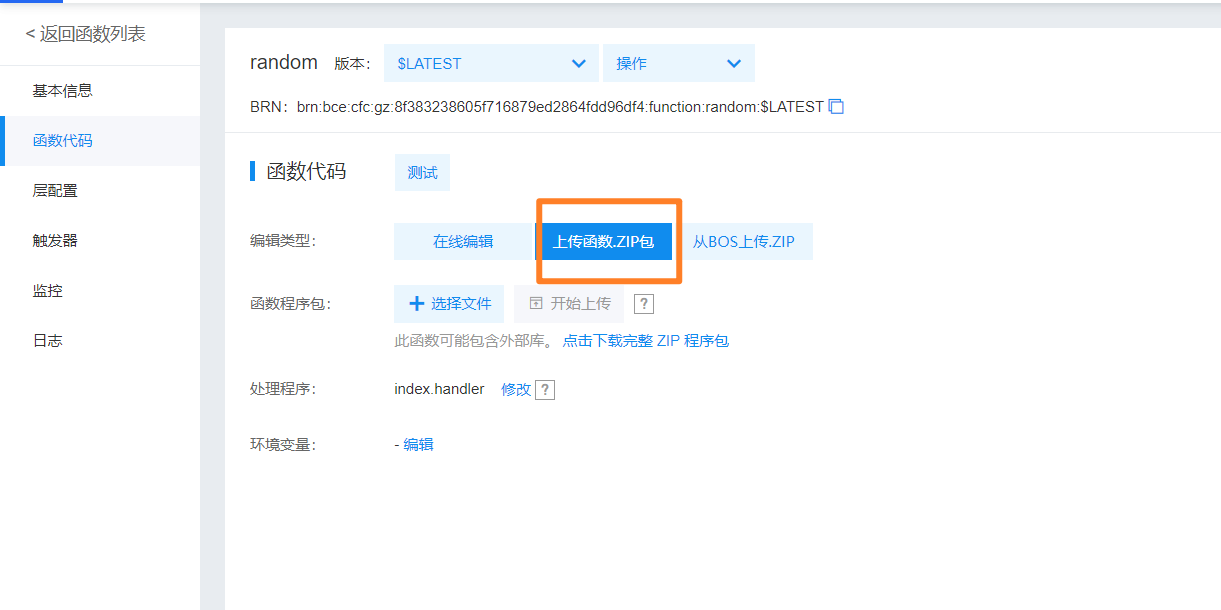 < 返回函数列表
基本信息
函数代码
层配置
触发器
监控
日志
random 版本： $LATEST 操作
BRN：brn:bce:cfc:gz:8f383238605f716879ed2864fdd96df4:function:random:$LATEST
函数代码 测试
编辑类型： 在线编辑 上传函数.ZIP包 从BOS上传.ZIP
函数程序包： + 选择文件 开始上传 ?
此函数可能包含外部库。 点击下载完整 ZIP 程序包
处理程序： index.handler 修改 ?
环境变量： - 编辑